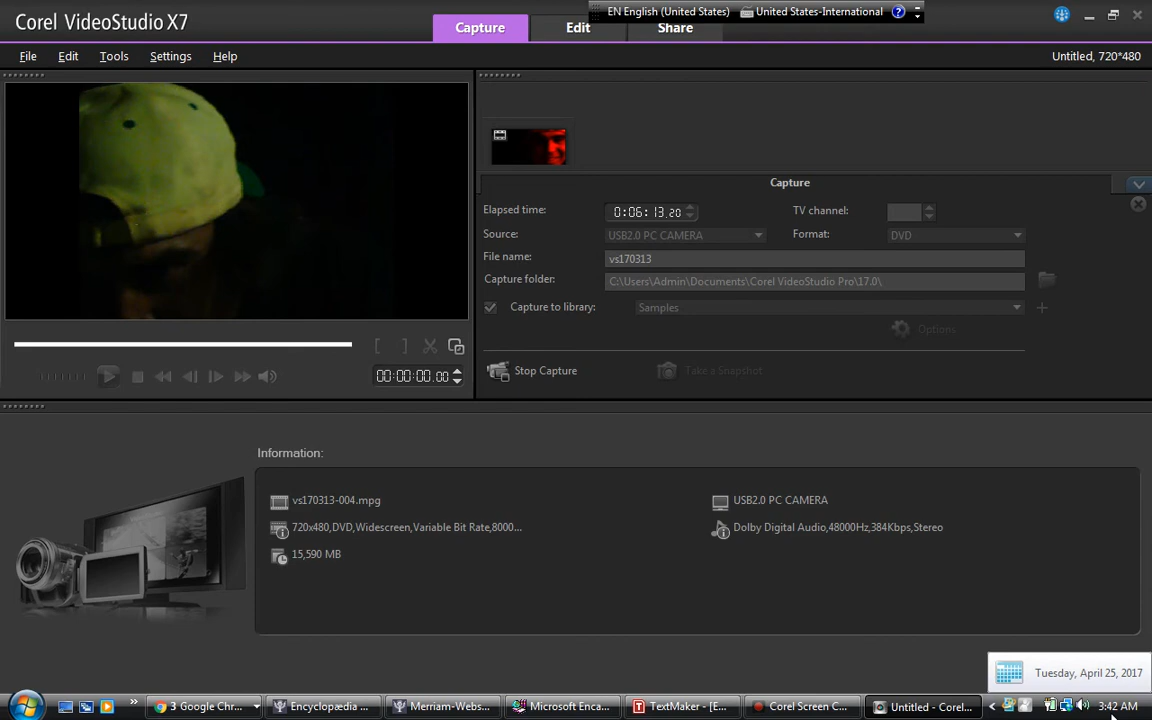 Corel VideoStudio X7
EN English (United States) United States-International ?
Capture Edit Share
File Edit Tools Settings Help
Untitled, 720*480
Capture
Elapsed time: 0:06:13.20 TV channel:
Source: USB2.0 PC CAMERA Format: DVD
File name: vs170313
Capture folder: C:\Users\Admin\Documents\Corel VideoStudio Pro\17.0\
Capture to library: Samples
Options
[ ]
00:00:00.00
Stop Capture Take a Snapshot
Information:
vs170313-004.mpg USB2.0 PC CAMERA
720x480,DVD,Widescreen,Variable Bit Rate,8000... Dolby Digital Audio,48000Hz,384Kbps,Stereo
15,590 MB
Tuesday, April 25, 2017
3 Google Chr... Encyclopædia ... Merriam-Webs... Microsoft Enca... TextMaker - [E... Corel Screen C... Untitled - Corel... 3:42 AM